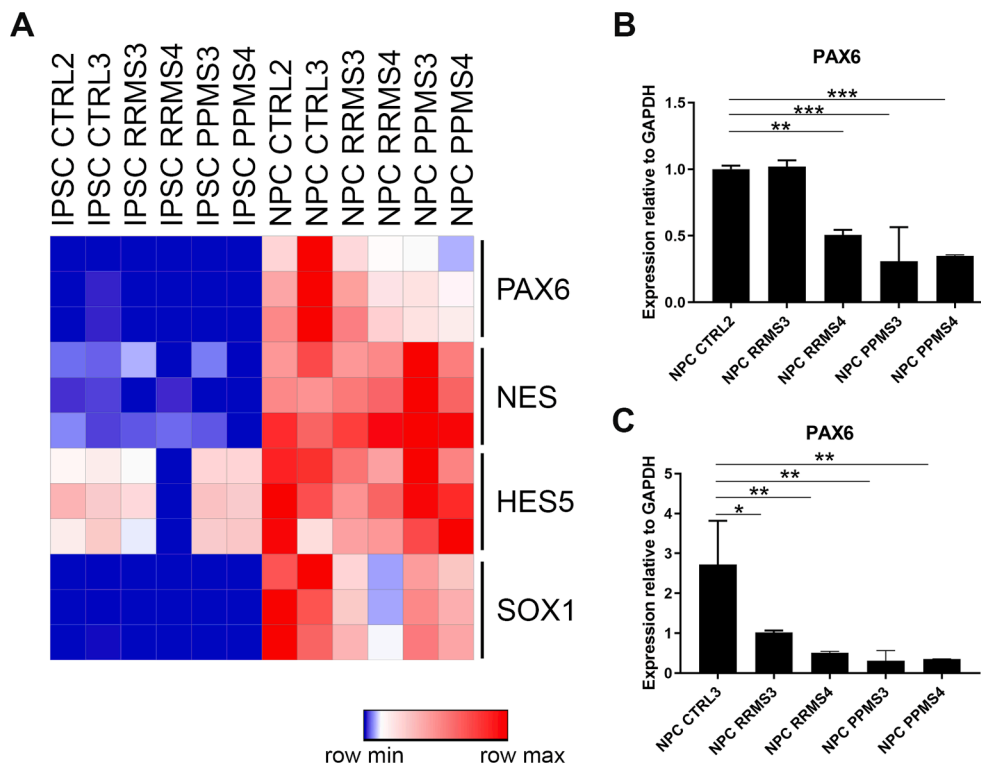 A
IPSC CTRL2
IPSC CTRL3
IPSC RRMS3
IPSC RRMS4
IPSC PPMS3
IPSC PPMS4
NPC CTRL2
NPC CTRL3
NPC RRMS3
NPC RRMS4
NPC PPMS3
NPC PPMS4
PAX6
NES
HES5
SOX1
row min
row max
B
PAX6
Expression relative to GAPDH
1.5
1.0
0.5
0.0
***
***
**
NPC CTRL2
NPC RRMS3
NPC RRMS4
NPC PPMS3
NPC PPMS4
C
PAX6
Expression relative to GAPDH
5
4
3
2
1
0
**
**
**
*
NPC CTRL3
NPC RRMS3
NPC RRMS4
NPC PPMS3
NPC PPMS4